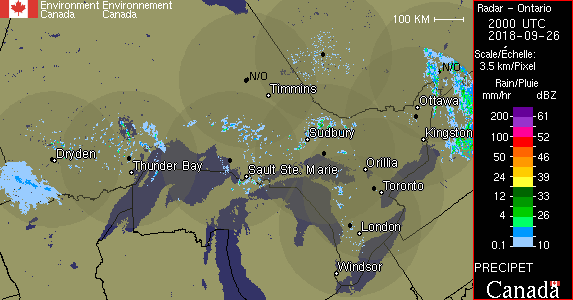 Environment Environnement
Canada Canada
100 KM
N/O
Timmins
N/O
Ottawa
Kingston
Sudbury
Dryden
Thunder Bay
Sault Ste. Marie
Orillia
Toronto
London
Windsor
Radar - Ontario
2000 UTC
2018-09-26
Scale/Échelle:
3.5 km/Pixel
Rain/Pluie
mm/hr dBZ
200 61
100 52
50 46
24 39
12 33
4 26
0.1 10
PRECIPET
Canada